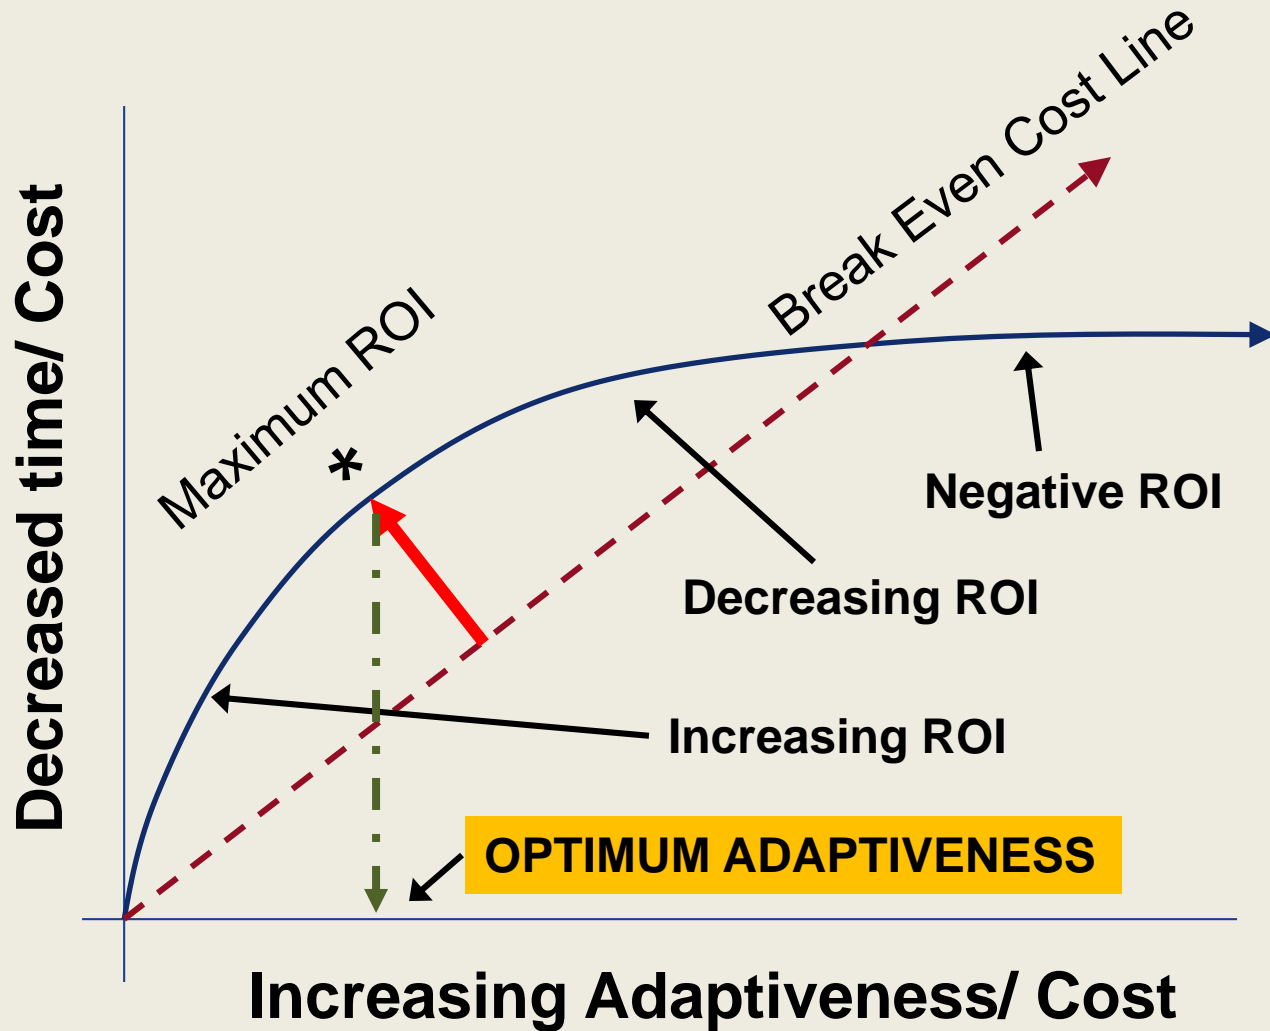 Break Even Cost Line
Decreased time/ Cost
Maximum ROI
*
Negative ROI
Decreasing ROI
Increasing ROI
OPTIMUM ADAPTIVENESS
Increasing Adaptiveness/ Cost